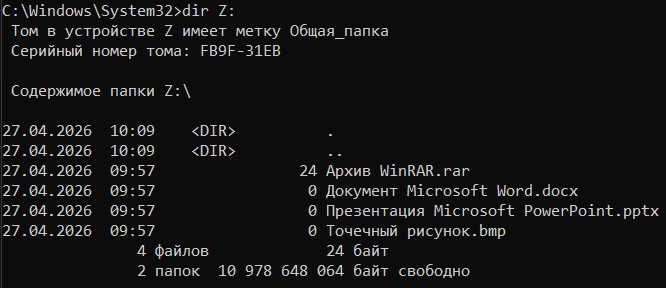 C:\Windows\System32>dir Z:
Том в устройстве Z имеет метку Общая_папка
Серийный номер тома: FB9F-31EB
Содержимое папки Z:\
27.04.2026  10:09    <DIR>          .
27.04.2026  10:09    <DIR>          ..
27.04.2026  09:57                24 Архив WinRAR.rar
27.04.2026  09:57                 0 Документ Microsoft Word.docx
27.04.2026  09:57                 0 Презентация Microsoft PowerPoint.pptx
27.04.2026  09:57                 0 Точечный рисунок.bmp
4 файлов             24 байт
2 папок  10 978 648 064 байт свободно